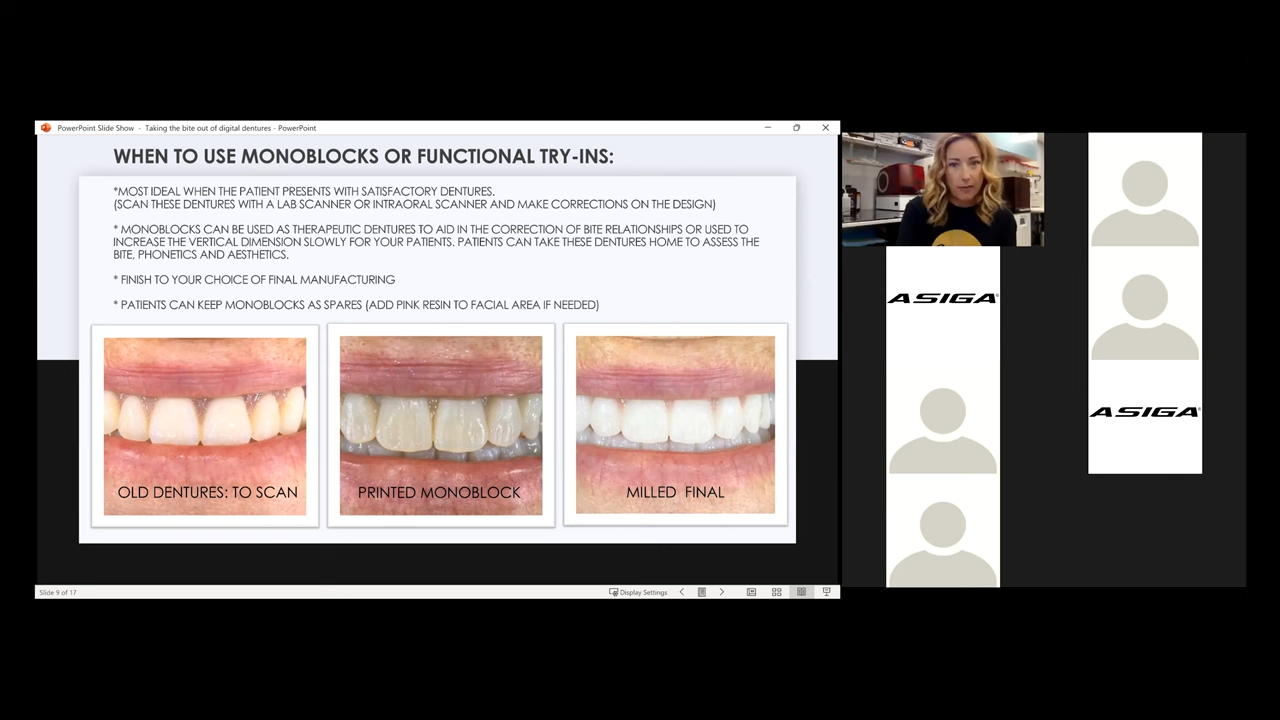 PowerPoint Slide Show - Taking the bite out of digital dentures - PowerPoint
WHEN TO USE MONOBLOCKS OR FUNCTIONAL TRY-INS:
*MOST IDEAL WHEN THE PATIENT PRESENTS WITH SATISFACTORY DENTURES.
(SCAN THESE DENTURES WITH A LAB SCANNER OR INTRAORAL SCANNER AND MAKE CORRECTIONS ON THE DESIGN)
* MONOBLOCKS CAN BE USED AS THERAPEUTIC DENTURES TO AID IN THE CORRECTION OF BITE RELATIONSHIPS OR USED TO
INCREASE THE VERTICAL DIMENSION SLOWLY FOR YOUR PATIENTS. PATIENTS CAN TAKE THESE DENTURES HOME TO ASSESS THE
BITE, PHONETICS AND AESTHETICS.
* FINISH TO YOUR CHOICE OF FINAL MANUFACTURING
* PATIENTS CAN KEEP MONOBLOCKS AS SPARES (ADD PINK RESIN TO FACIAL AREA IF NEEDED)
OLD DENTURES: TO SCAN
PRINTED MONOBLOCK
MILLED FINAL
Slide 9 of 17
Display Settings
ASIGA®
ASIGA®